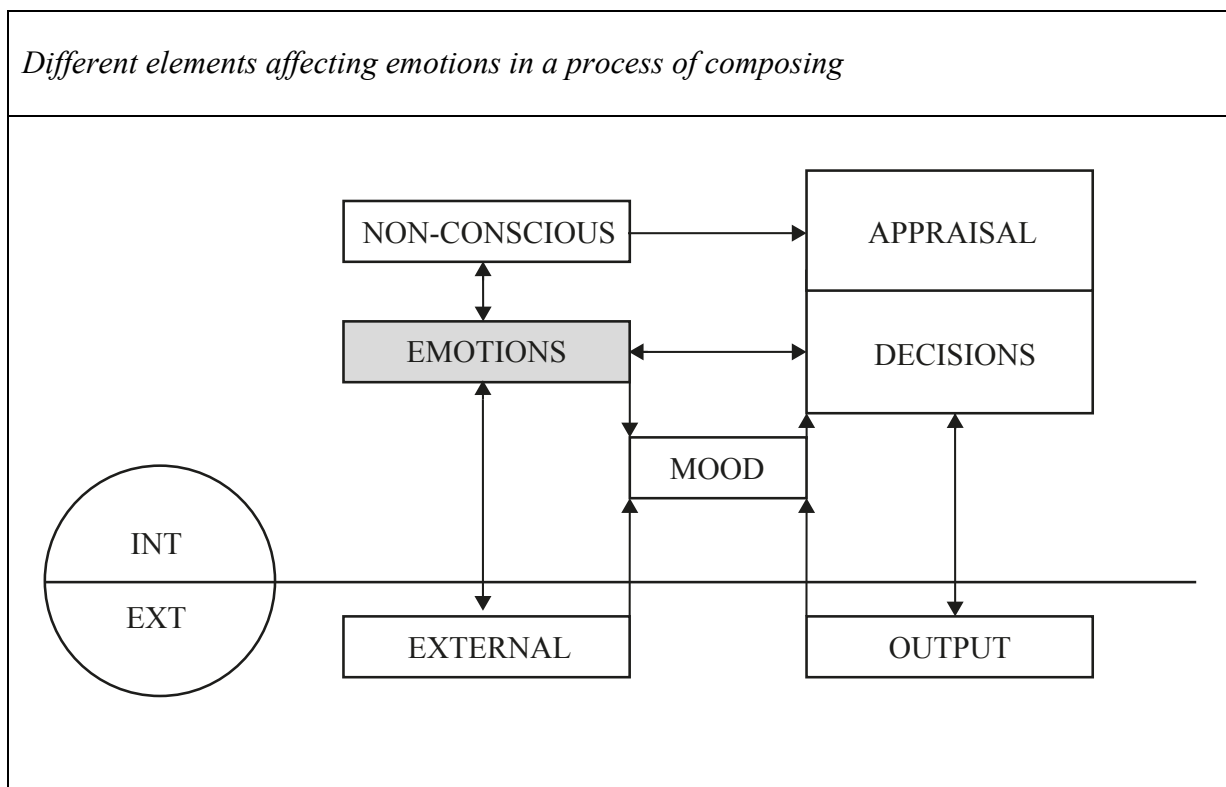 Different elements affecting emotions in a process of composing
NON-CONSCIOUS
APPRAISAL
EMOTIONS
DECISIONS
MOOD
INT
EXT
EXTERNAL
OUTPUT